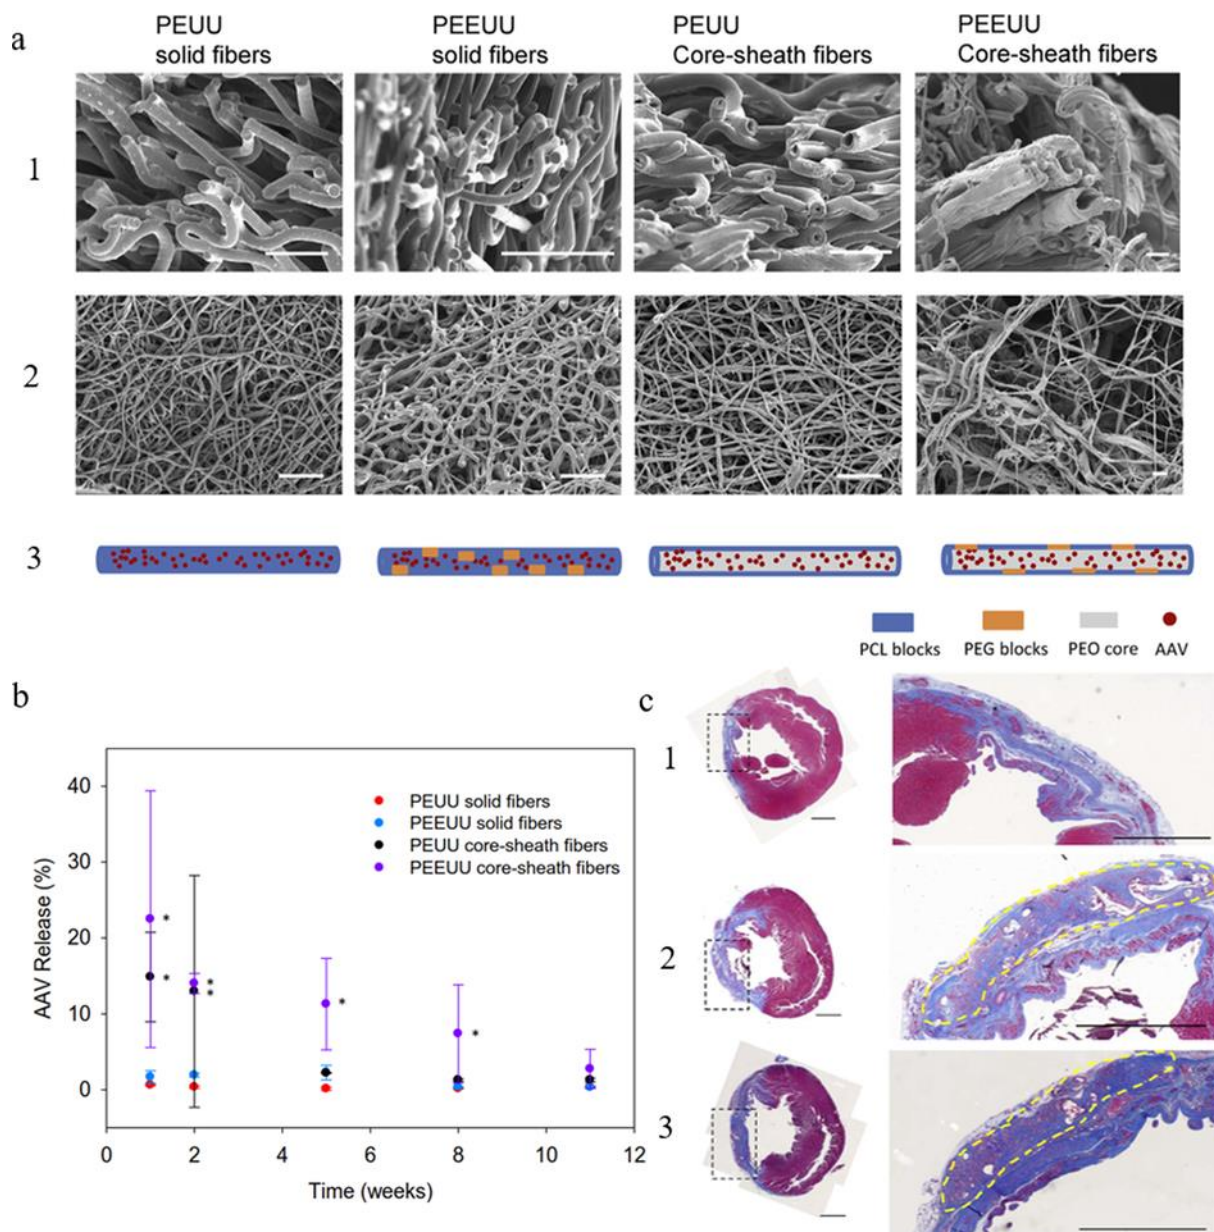 a
PEUU
solid fibers
PEEUU
solid fibers
PEUU
Core-sheath fibers
PEEUU
Core-sheath fibers
1
2
3
PCL blocks
PEG blocks
PEO core
AAV
b
AAV Release (%)
40
30
20
10
0
PEUU solid fibers
PEEUU solid fibers
PEUU core-sheath fibers
PEEUU core-sheath fibers
*
*
*
*
*
*
0
2
4
6
8
10
12
Time (weeks)
c
1
2
3